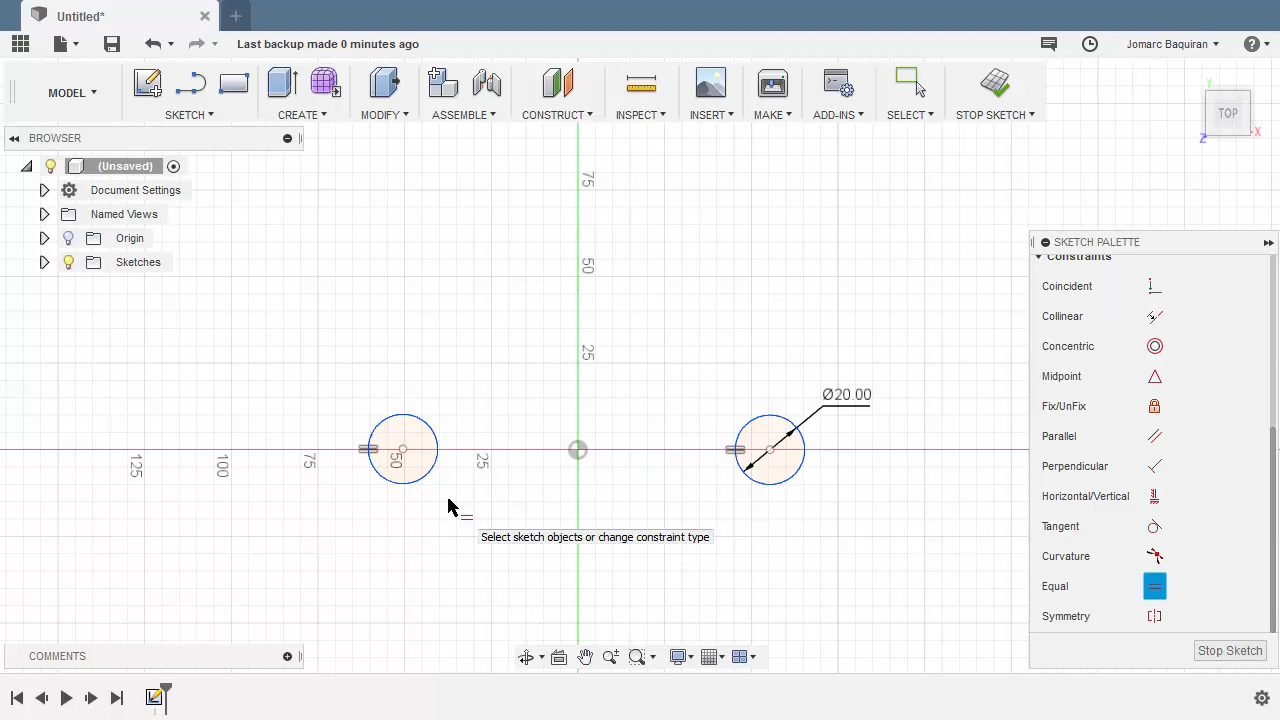 Untitled*
Last backup made 0 minutes ago
Jomarc Baquiran
MODEL
SKETCH
CREATE
MODIFY
ASSEMBLE
CONSTRUCT
INSPECT
INSERT
MAKE
ADD-INS
SELECT
STOP SKETCH
BROWSER
(Unsaved)
Document Settings
Named Views
Origin
Sketches
Y
TOP
X
Z
75
50
25
Ø20.00
125
100
75
50
25
Select sketch objects or change constraint type
SKETCH PALETTE
Constraints
Coincident
Collinear
Concentric
Midpoint
Fix/UnFix
Parallel
Perpendicular
Horizontal/Vertical
Tangent
Curvature
Equal
Symmetry
Stop Sketch
COMMENTS